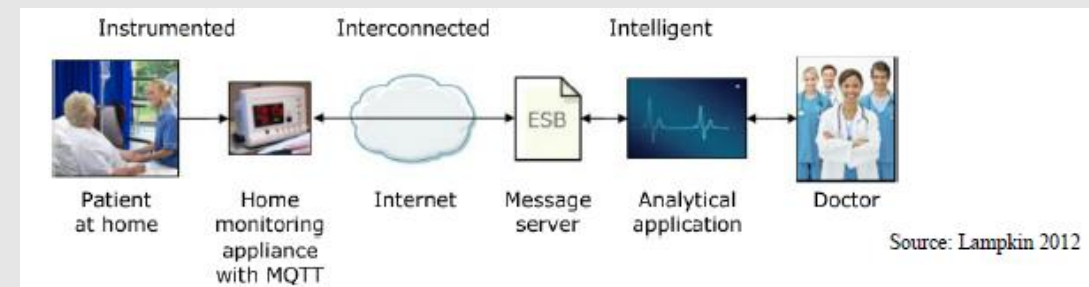 Instrumented
Interconnected
Intelligent
ESB
Patient
at home
Home
monitoring
appliance
with MQTT
Internet
Message
server
Analytical
application
Doctor
Source: Lampkin 2012